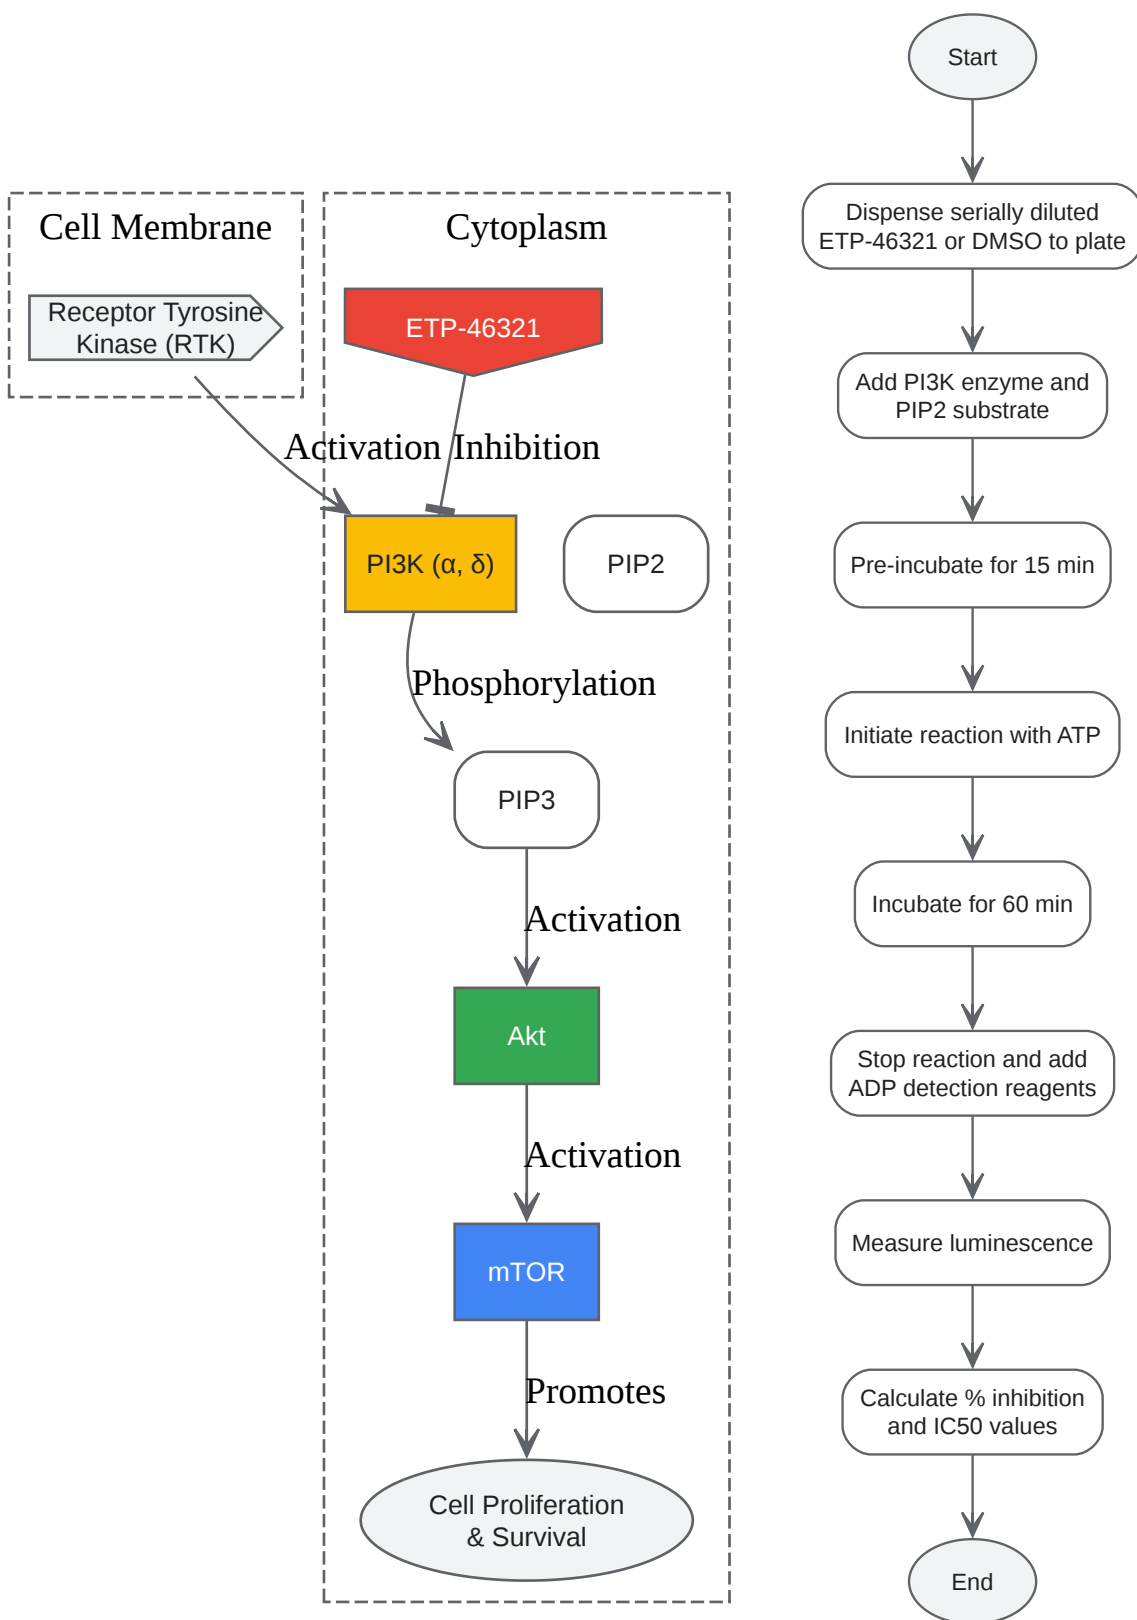 Cell Membrane
Receptor Tyrosine
Kinase (RTK)
Cytoplasm
ETP-46321
Activation
Inhibition
PI3K (α, δ)
PIP2
Phosphorylation
PIP3
Activation
Akt
Activation
mTOR
Promotes
Cell Proliferation
& Survival
Start
Dispense serially diluted
ETP-46321 or DMSO to plate
Add PI3K enzyme and
PIP2 substrate
Pre-incubate for 15 min
Initiate reaction with ATP
Incubate for 60 min
Stop reaction and add
ADP detection reagents
Measure luminescence
Calculate % inhibition
and IC50 values
End